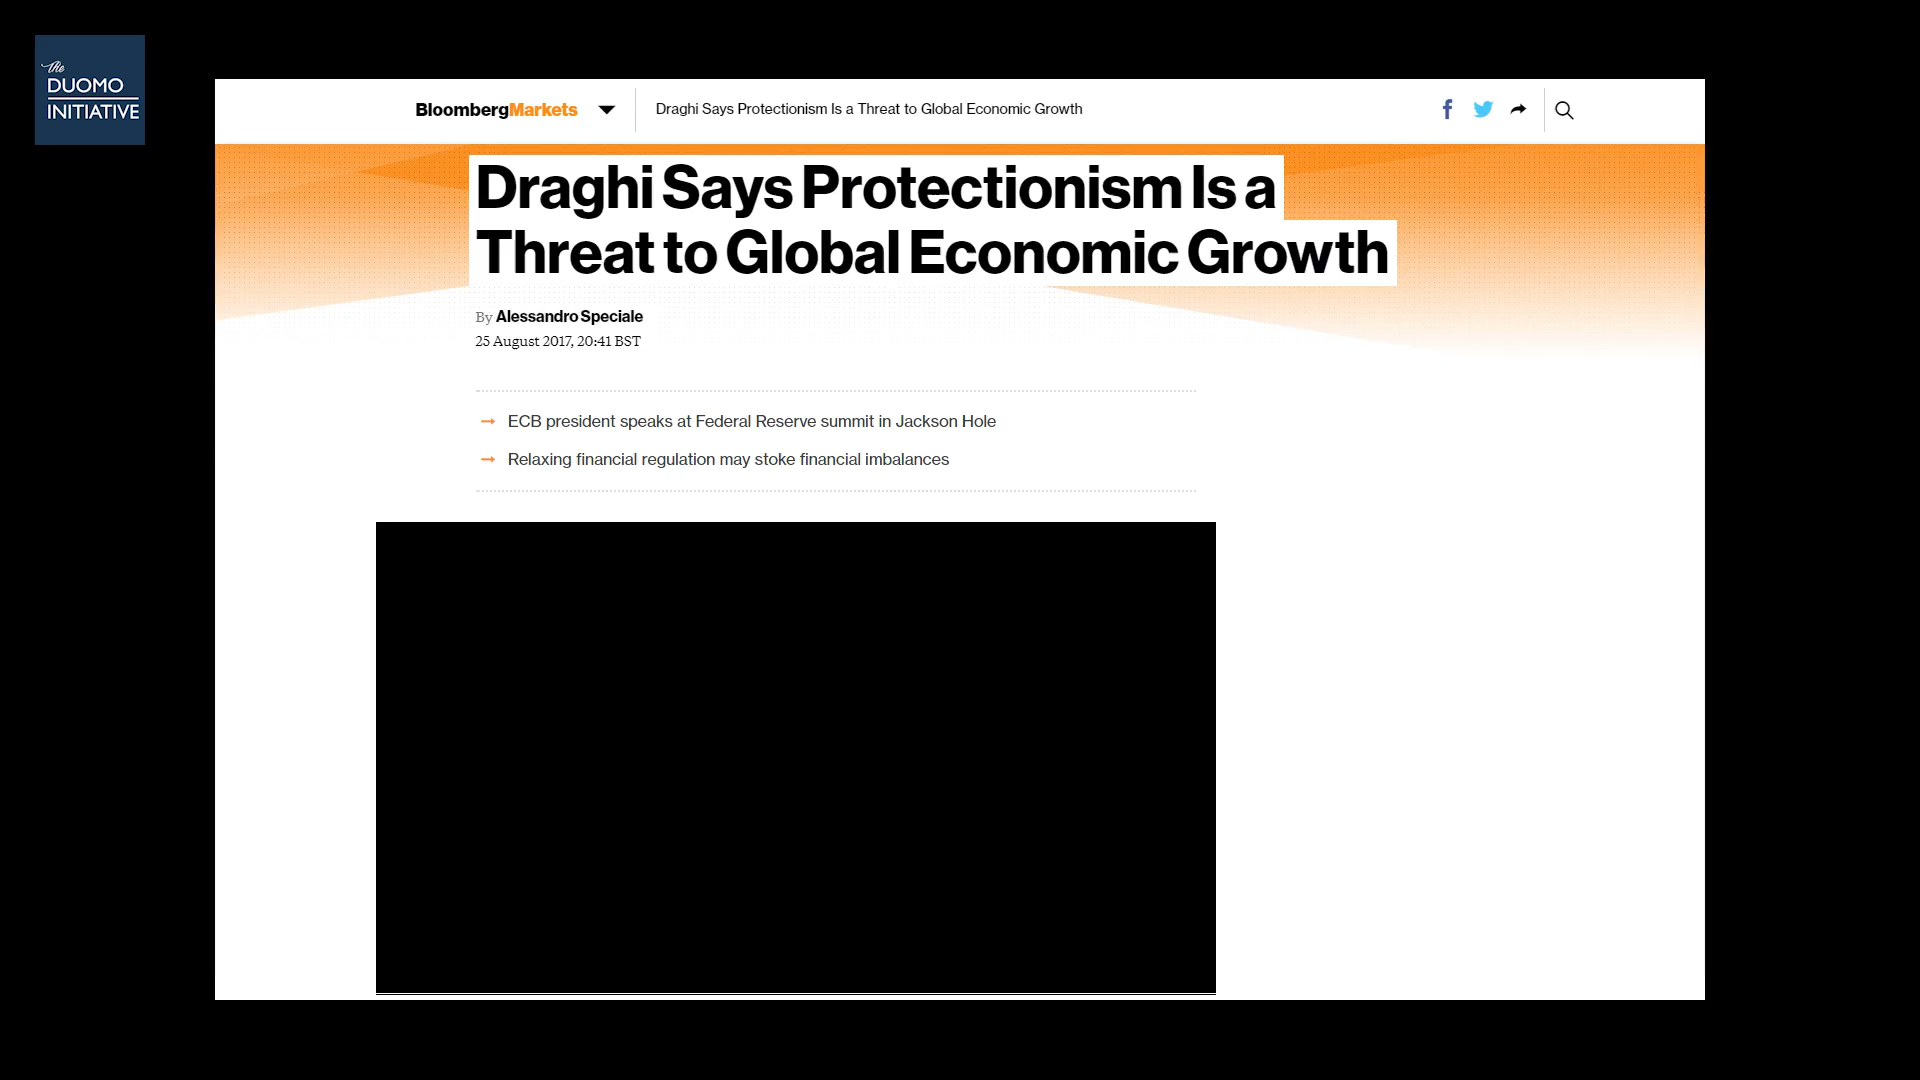 the
DUOMO
INITIATIVE
BloombergMarkets
Draghi Says Protectionism Is a Threat to Global Economic Growth
Draghi Says Protectionism Is a
Threat to Global Economic Growth
By Alessandro Speciale
25 August 2017, 20:41 BST
→ ECB president speaks at Federal Reserve summit in Jackson Hole
→ Relaxing financial regulation may stoke financial imbalances